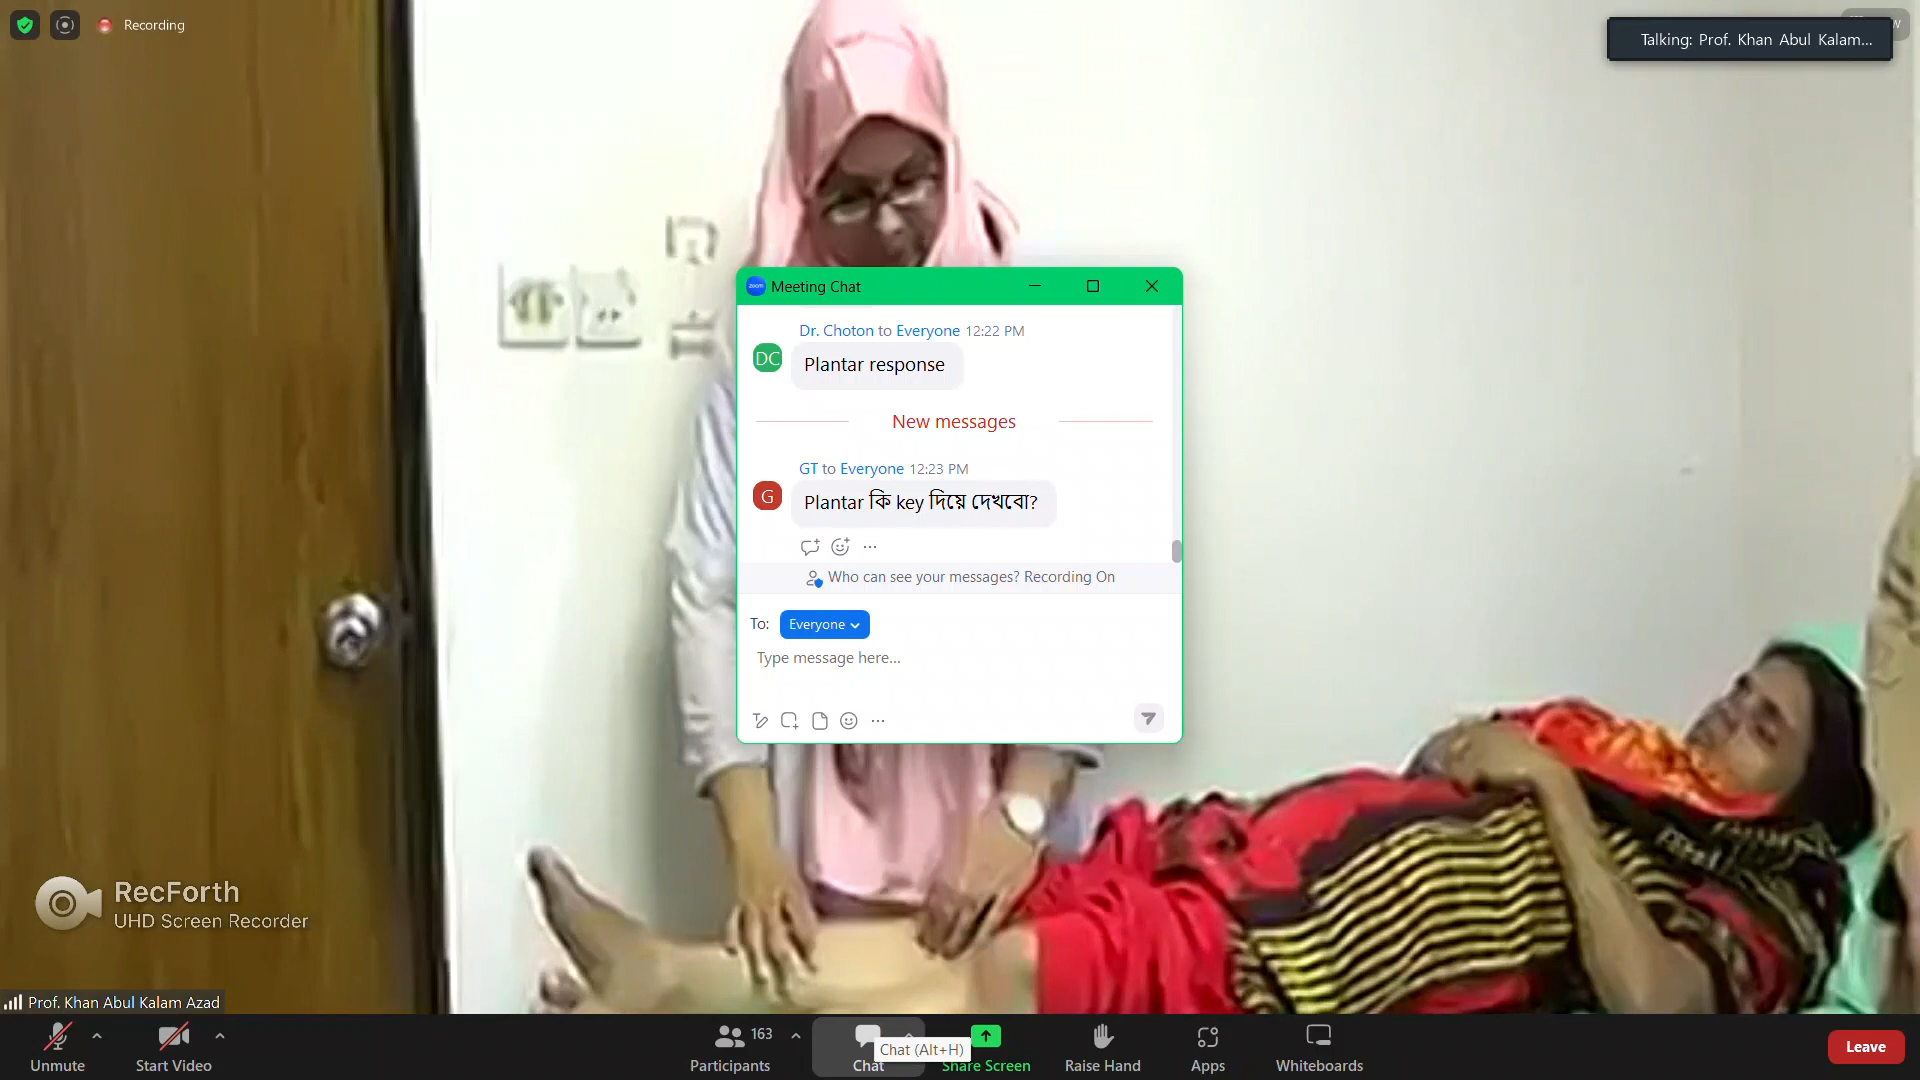 Recording
Talking: Prof. Khan Abul Kalam...
zoom Meeting Chat
Dr. Choton to Everyone 12:22 PM
DC
Plantar response
New messages
GT to Everyone 12:23 PM
G
Plantar কি key দিয়ে দেখবো?
Who can see your messages? Recording On
To: Everyone
Type message here...
RecForth
UHD Screen Recorder
Prof. Khan Abul Kalam Azad
163
Chat (Alt+H)
Unmute
Start Video
Participants
Chat
Share Screen
Raise Hand
Apps
Whiteboards
Leave